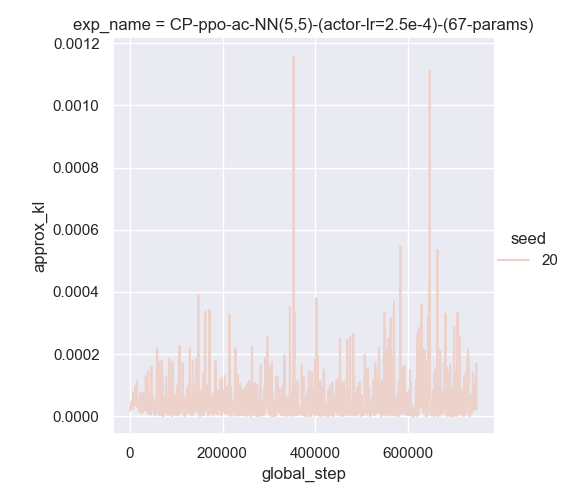 exp_name = CP-ppo-ac-NN(5,5)-(actor-lr=2.5e-4)-(67-params)
0.0012
0.0010
0.0008
0.0006
0.0004
0.0002
0.0000
approx_kl
0 200000 400000 600000
global_step
seed
20